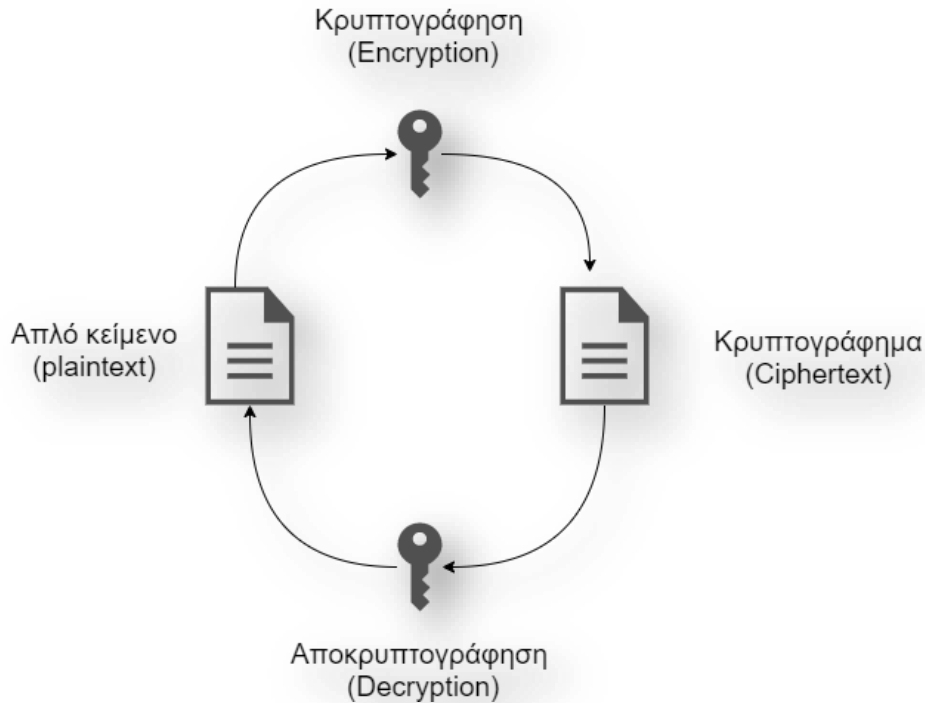 Κρυπτογράφηση
(Encryption)
Απλό κείμενο
(plaintext)
Κρυπτογράφημα
(Ciphertext)
Αποκρυπτογράφηση
(Decryption)